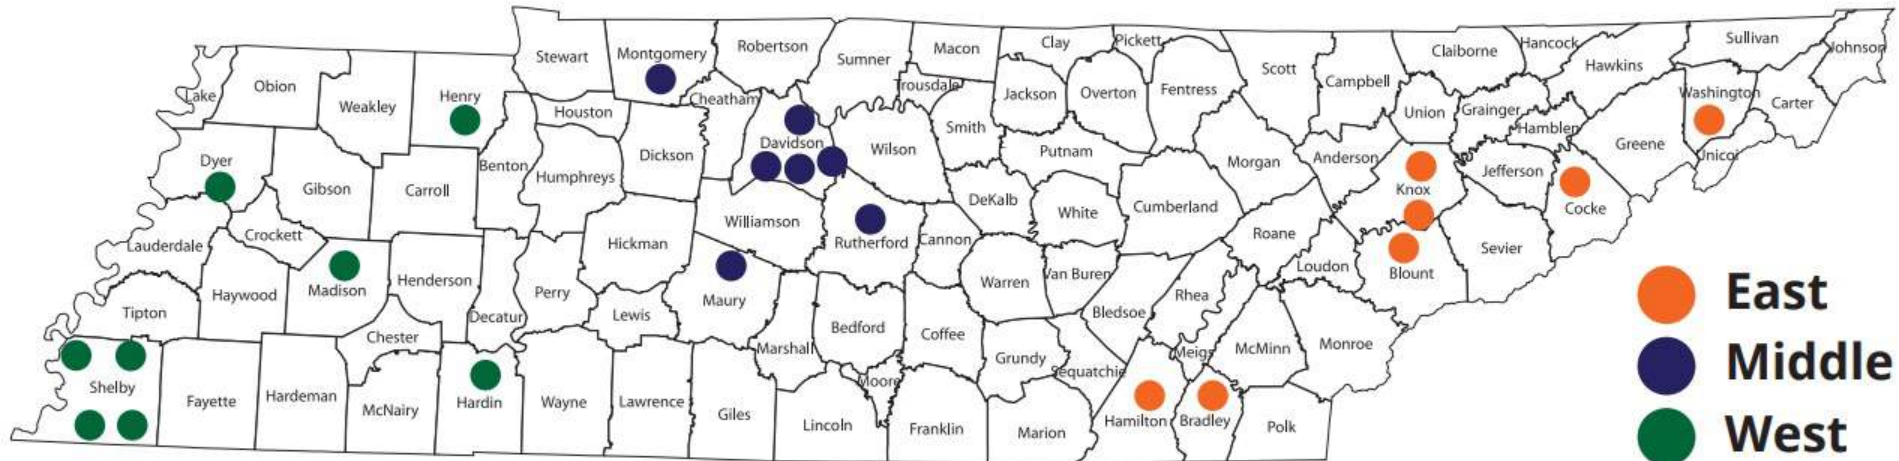 Stewart
Montgomery
Robertson
Sumner
Macon
Clay
Pickett
Scott
Campbell
Claiborne
Hancock
Hawkins
Sullivan
Johnson
Lake
Obion
Weakley
Henry
Houston
Cheatham
Trousdale
Jackson
Overton
Fentress
Union
Grainger
Hamblen
Washington
Carter
Greene
Unicoi
Dyer
Gibson
Carroll
Benton
Humphreys
Dickson
Davidson
Wilson
Smith
Putnam
Morgan
Anderson
Knox
Jefferson
Cocke
Lauderdale
Crockett
Hickman
Williamson
Rutherford
Cannon
DeKalb
White
Cumberland
Roane
Loudon
Blount
Sevier
Tipton
Haywood
Madison
Henderson
Decatur
Perry
Lewis
Maury
Bedford
Coffee
Warren
Van Buren
Bledsoe
Rhea
Meigs
McMinn
Monroe
Shelby
Fayette
Hardeman
Chester
McNairy
Hardin
Wayne
Lawrence
Giles
Marshall
Moore
Lincoln
Franklin
Grundy
Sequatchie
Marion
Hamilton
Bradley
Polk
East
Middle
West